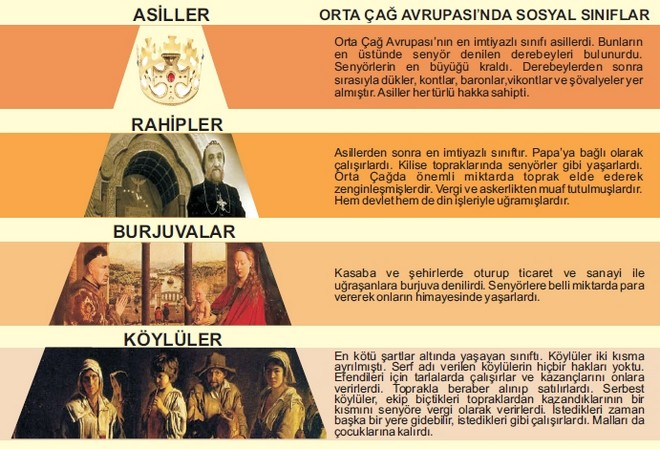 ASİLLER
ORTA ÇAĞ AVRUPASI'NDA SOSYAL SINIFLAR
Orta Çağ Avrupası'nın en imtiyazlı sınıfı asillerdi. Bunların
en üstünde senyör denilen derebeyleri bulunurdu.
Senyörlerin en büyüğü kraldı. Derebeylerden sonra
sırasıyla dükler, kontlar, baronlar,vikontlar ve şövalyeler yer
almıştır. Asiller her türlü hakka sahipti.
RAHİPLER
Asillerden sonra en imtiyazlı sınıftır. Papa'ya bağlı olarak
çalışırlardı. Kilise topraklarında senyörler gibi yaşarlardı.
Orta Çağda önemli miktarda toprak elde ederek
zenginleşmişlerdir. Vergi ve askerlikten muaf tutulmuşlardır.
Hem devlet hem de din işleriyle uğramışlardır.
BURJUVALAR
Kasaba ve şehirlerde oturup ticaret ve sanayi ile
uğraşanlara burjuva denilirdi. Senyörlere belli miktarda para
vererek onların himayesinde yaşarlardı.
KÖYLÜLER
En kötü şartlar altında yaşayan sınıftı. Köylüler iki kısma
ayrılmıştı. Serf adı verilen köylülerin hiçbir hakları yoktu.
Efendileri için tarlalarda çalışırlar ve kazançlarını onlara
verirlerdi. Toprakla beraber alınıp satılırlardı. Serbest
köylüler, ekip biçtikleri topraklardan kazandıklarının bir
kısmını senyöre vergi olarak verirlerdi. İstedikleri zaman
başka bir yere gidebilir, istedikleri gibi çalışırlardı. Malları da
çocuklarına kalırdı.